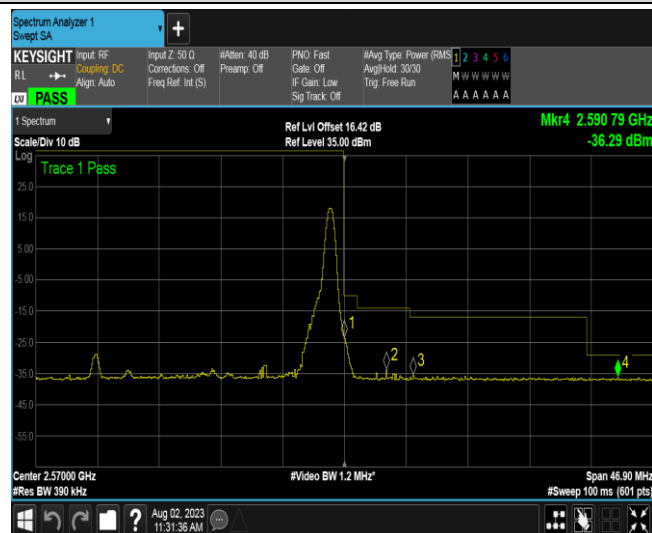 Spectrum Analyzer 1
Swept SA
KEYSIGHT
RL
LXI PASS
Input: RF
Coupling: DC
Align: Auto
Input Z: 50 Ω
Corrections: Off
Freq Ref: Int (S)
#Atten: 40 dB
Preamp: Off
PNO: Fast
Gate: Off
IF Gain: Low
Sig Track: Off
#Avg Type: Power (RMS
Avg|Hold: 30/30
Trig: Free Run
1 2 3 4 5 6
M W W W W W
A A A A A A
1 Spectrum
Scale/Div 10 dB
Ref Lvl Offset 16.42 dB
Ref Level 35.00 dBm
Mkr4 2.590 79 GHz
-36.29 dBm
Log
Trace 1 Pass
25.0
15.0
5.00
-5.00
-15.0
-25.0
-35.0
-45.0
-55.0
1
2
3
4
Center 2.57000 GHz
#Res BW 390 kHz
#Video BW 1.2 MHz*
Span 46.90 MHz
#Sweep 100 ms (601 pts)
?
Aug 02, 2023
11:31:36 AM